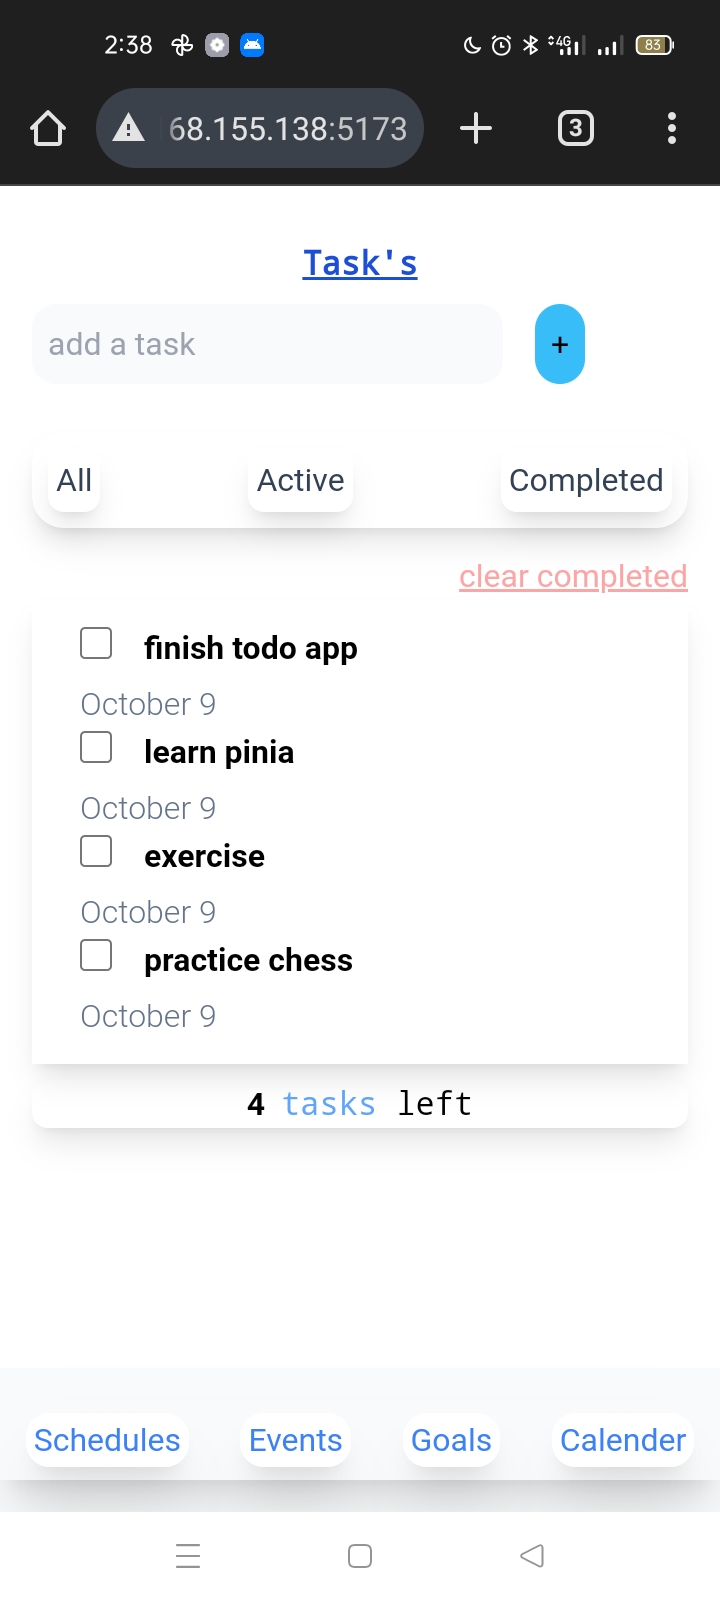 2:38 4G 83
68.155.138:5173 + 3
Task's
add a task +
All Active Completed
clear completed
finish todo app
October 9
learn pinia
October 9
exercise
October 9
practice chess
October 9
4 tasks left
Schedules Events Goals Calender